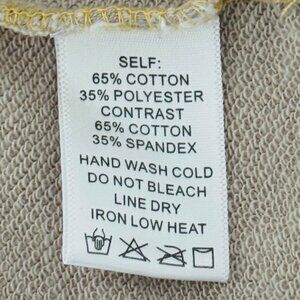 SELF:
65% COTTON
35% POLYESTER
CONTRAST
65% COTTON
35% SPANDEX
HAND WASH COLD
DO NOT BLEACH
LINE DRY
IRON LOW HEAT